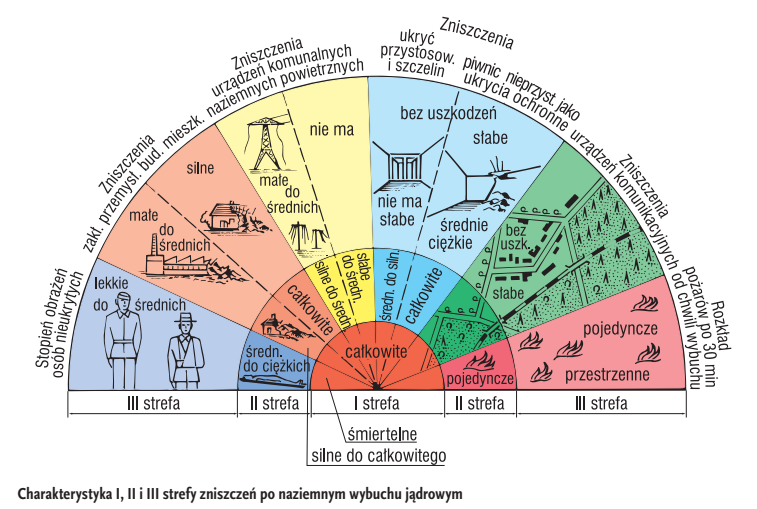 Zniszczenia
zakł. przemysł. bud. mieszk.
Zniszczenia
urządzeń komunalnych
naziemnych powietrznych
Zniszczenia
ukryć
przystosow.
i szczelin
piwnic nieprzyst. jako
ukrycia ochronne
Zniszczenia
urządzeń komunikacyjnych
Rozkład
pożarów po 30 min
od chwili wybuchu
Stopień obrażeń
osób nieukrytych
lekkie
do średnich
małe
do
średnich
silne
małe
do
średnich
nie ma
bez uszkodzeń
słabe
nie ma
słabe
średnie
ciężkie
bez
uszk.
słabe
pojedyncze
przestrzenne
średn.
do ciężkich
całkowite
silne do średn.
słabe
do średn.
średn. do siln.
całkowite
pojedyncze
całkowite
III strefa
II strefa
I strefa
II strefa
III strefa
śmiertelne
silne do całkowitego
Charakterystyka I, II i III strefy zniszczeń po naziemnym wybuchu jądrowym